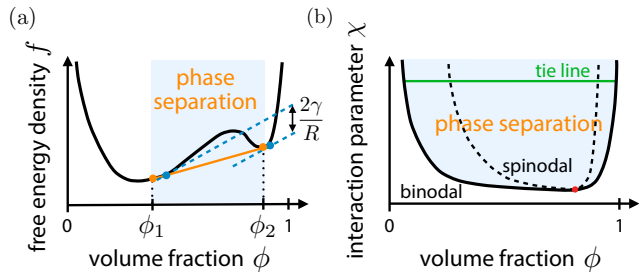 (a)
free energy density f
phase
separation
2γ
R
0
ϕ1
ϕ2
1
volume fraction ϕ
(b)
interaction parameter χ
tie line
phase separation
spinodal
binodal
0
1
volume fraction ϕ